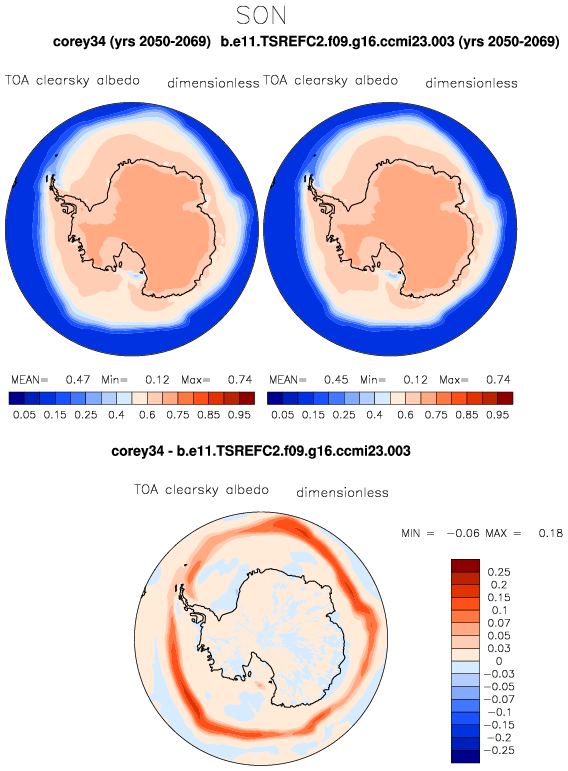 SON
corey34 (yrs 2050-2069) b.e11.TSREFC2.f09.g16.ccmi23.003 (yrs 2050-2069)
TOA clearsky albedo dimensionless TOA clearsky albedo dimensionless
MEAN= 0.47 Min= 0.12 Max= 0.74 MEAN= 0.45 Min= 0.12 Max= 0.74
0.05 0.15 0.25 0.4 0.6 0.75 0.85 0.95 0.05 0.15 0.25 0.4 0.6 0.75 0.85 0.95
corey34 - b.e11.TSREFC2.f09.g16.ccmi23.003
TOA clearsky albedo dimensionless
MIN = -0.06 MAX = 0.18
0.25
0.2
0.15
0.1
0.07
0.05
0.03
0
-0.03
-0.05
-0.07
-0.1
-0.15
-0.2
-0.25